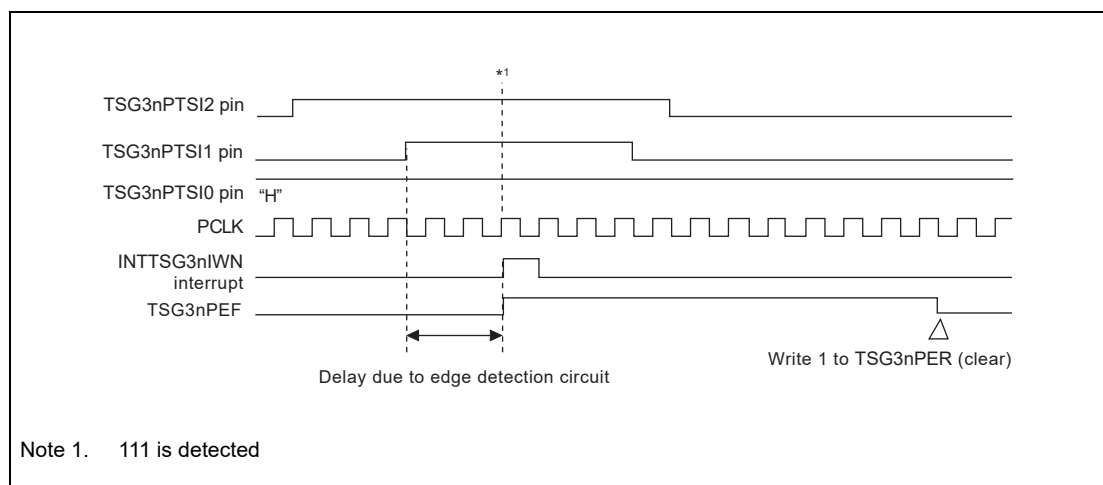 *1
TSG3nPTSI2 pin
TSG3nPTSI1 pin
TSG3nPTSI0 pin "H"
PCLK
INTTSG3nIWN
interrupt
TSG3nPEF
Write 1 to TSG3nPER (clear)
Delay due to edge detection circuit
Note 1. 111 is detected